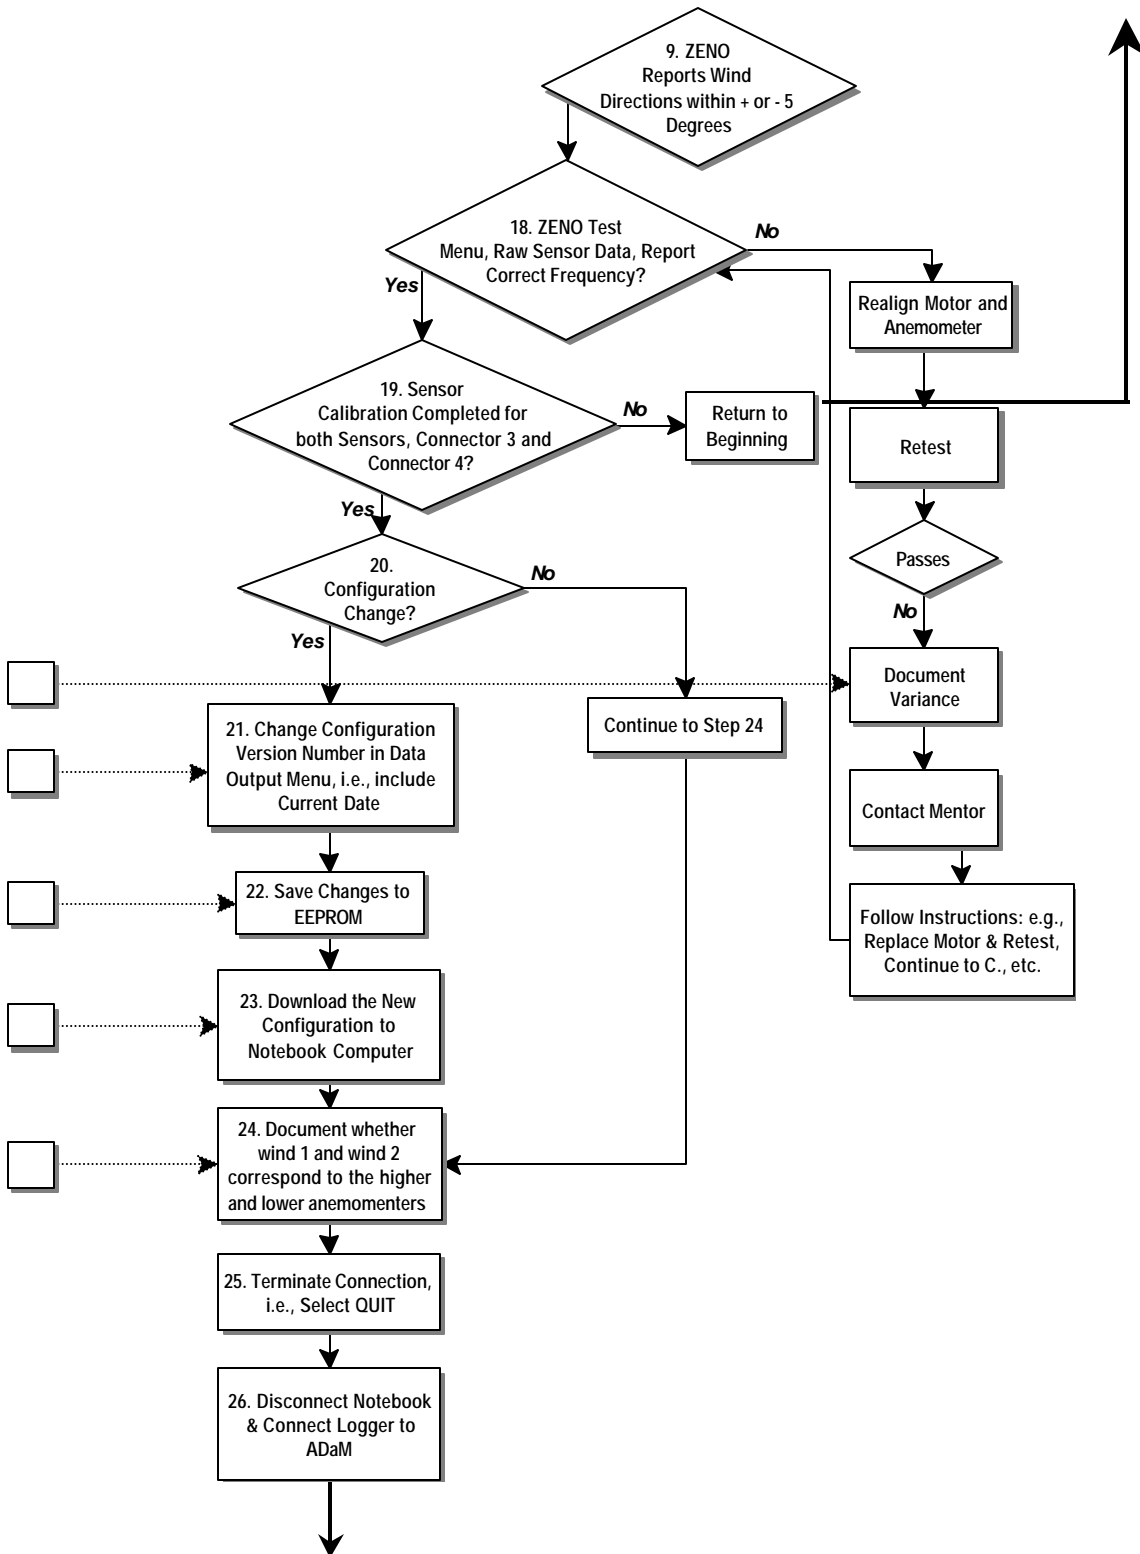 9. ZENO
Reports Wind
Directions within + or - 5
Degrees
18. ZENO Test
Menu, Raw Sensor Data, Report
Correct Frequency?
No
Yes
Realign Motor and
Anemometer
19. Sensor
Calibration Completed for
both Sensors, Connector 3 and
Connector 4?
No
Return to
Beginning
Retest
Yes
20.
Configuration
Change?
No
Passes
No
Yes
Document
Variance
21. Change Configuration
Version Number in Data
Output Menu, i.e., include
Current Date
Continue to Step 24
Contact Mentor
22. Save Changes to
EEPROM
Follow Instructions: e.g.,
Replace Motor & Retest,
Continue to C., etc.
23. Download the New
Configuration to
Notebook Computer
24. Document whether
wind 1 and wind 2
correspond to the higher
and lower anemomenters
25. Terminate Connection,
i.e., Select QUIT
26. Disconnect Notebook
& Connect Logger to
ADaM